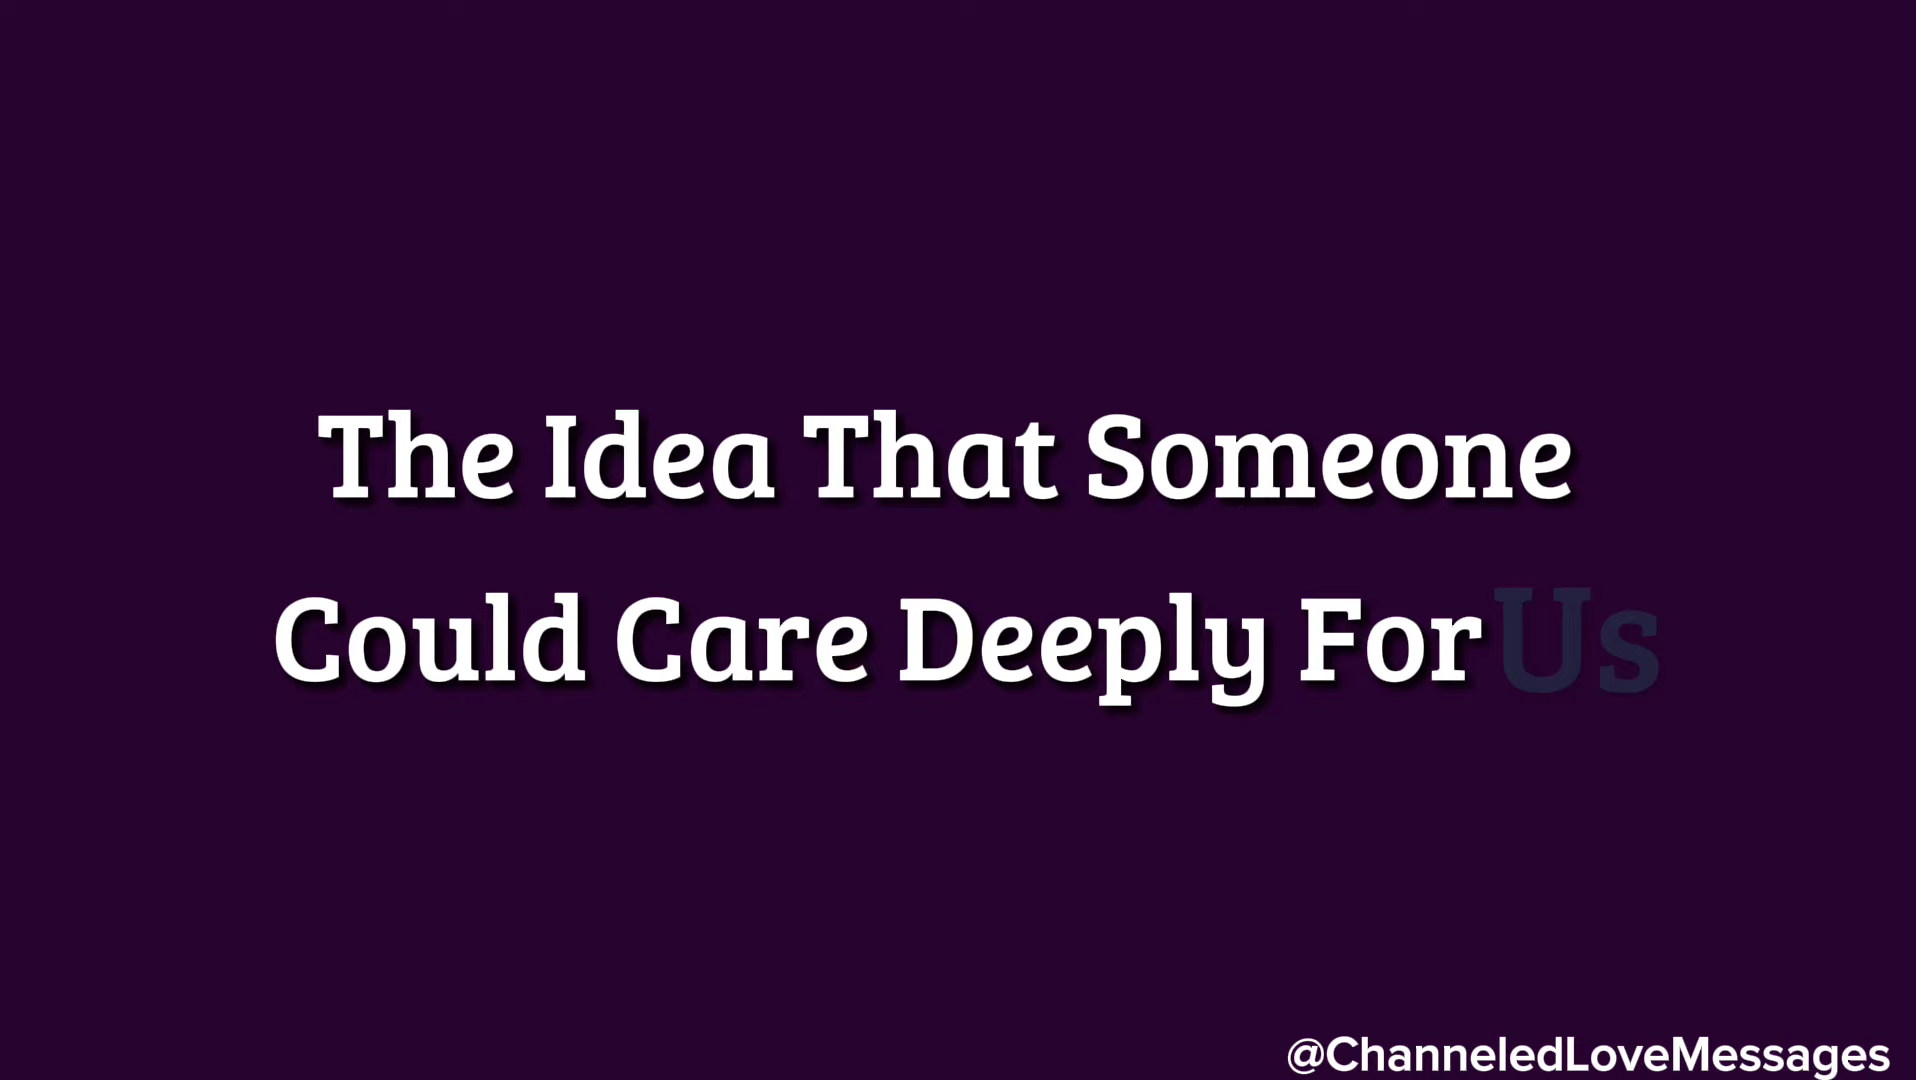 The Idea That Someone
Could Care Deeply For Us
@ChanneledLoveMessages